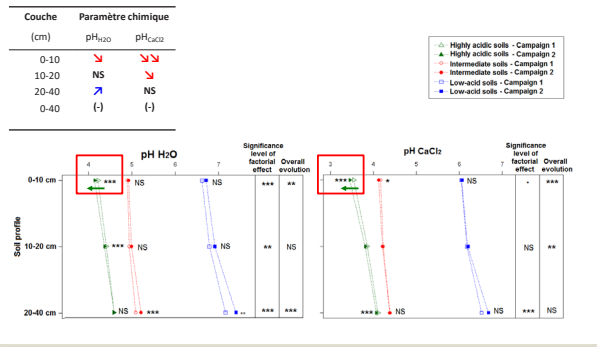 Couche Paramètre chimique
(cm) pHH2O pHCaCl2
0-10 ↘ ↘↘
10-20 NS ↘
20-40 ↗ NS
0-40 (-) (-)
Highly acidic soils - Campaign 1
Highly acidic soils - Campaign 2
Intermediate soils - Campaign 1
Intermediate soils - Campaign 2
Low-acid soils - Campaign 1
Low-acid soils - Campaign 2
pH H2O
Significance level of factorial effect
Overall evolution
4 5 6 7
Soil profile
0-10 cm *** NS NS *** **
10-20 cm *** NS NS ** NS
20-40 cm NS *** ** *** ***
pH CaCl2
Significance level of factorial effect
Overall evolution
3 4 5 6 7
*** * NS . ***
NS NS **
NS NS NS *** NS